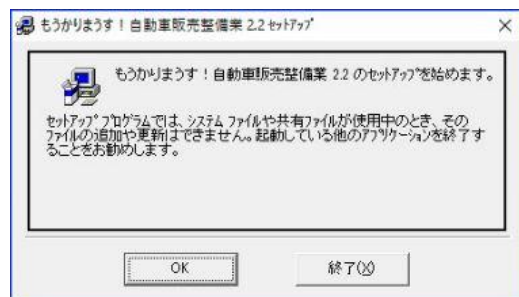 もうかりまうす！自動車販売整備業 2.2 ｾｯﾄｱｯﾌﾟ
もうかりまうす！自動車販売整備業 2.2 のｾｯﾄｱｯﾌﾟを始めます。
ｾｯﾄｱｯﾌﾟ ﾌﾟﾛｸﾞﾗﾑでは、ｼｽﾃﾑ ﾌｧｲﾙや共有ﾌｧｲﾙが使用中のとき、その
ﾌｧｲﾙの追加や更新はできません。起動している他のｱﾌﾟﾘｹｰｼｮﾝを終了す
ることをお勧めします。
OK
終了(X)